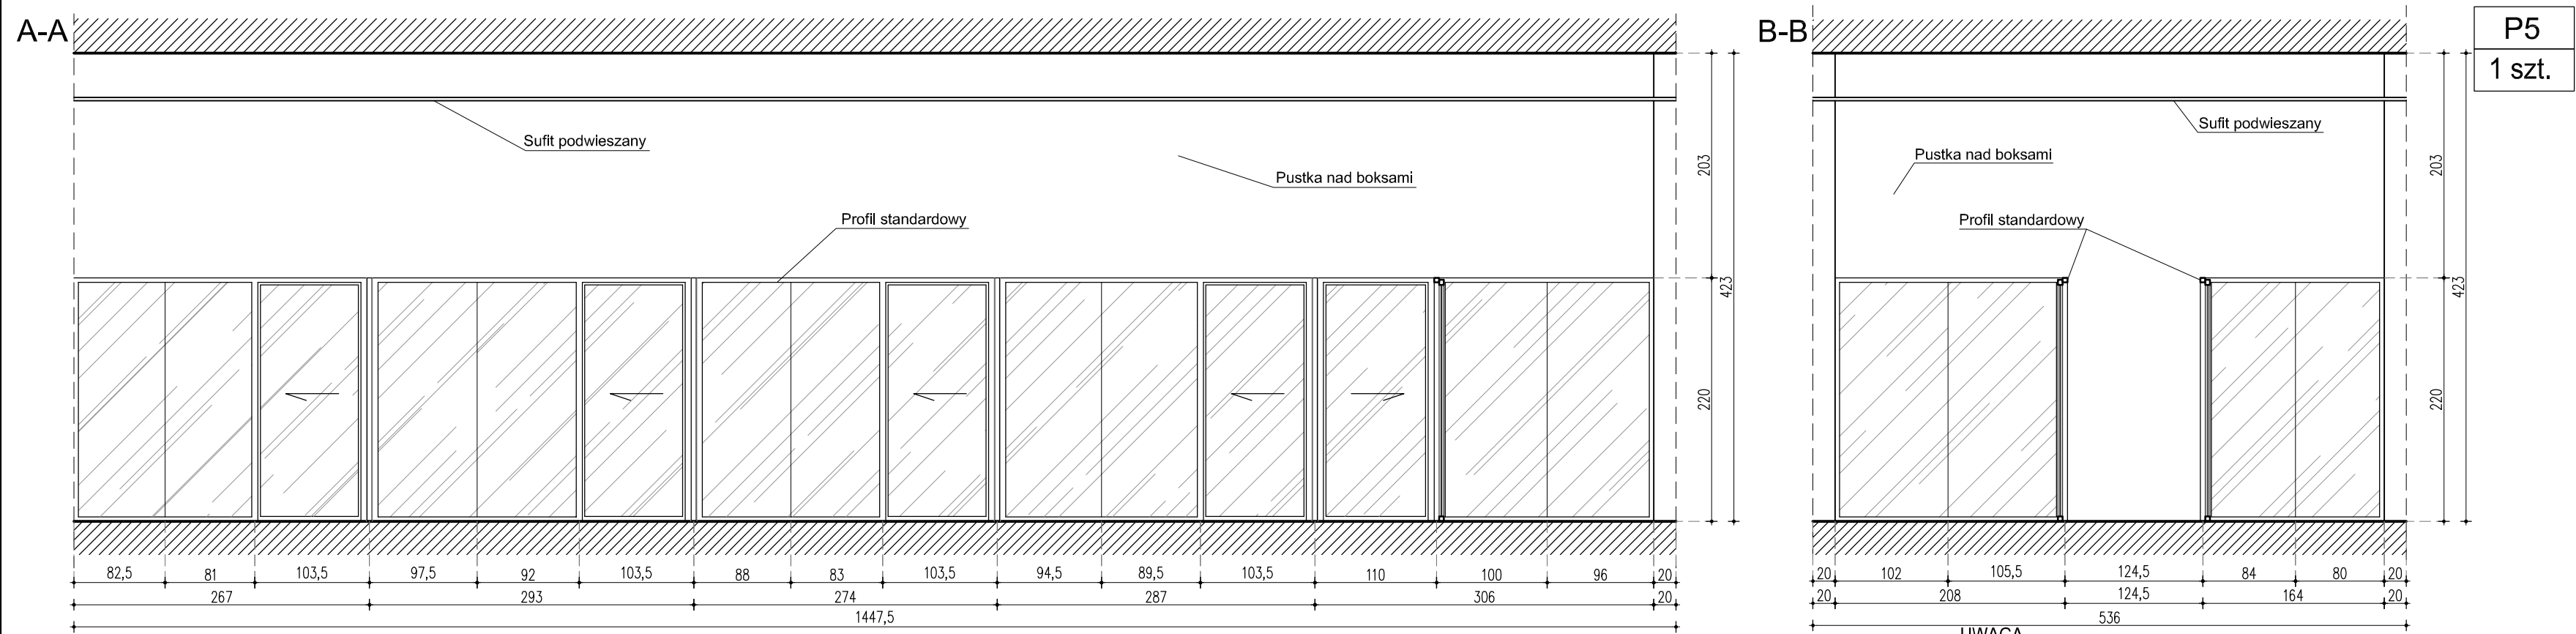 A-A
Sufit podwieszany
Pustka nad boksami
Profil standardowy
203
423
220
82,5 81 103,5 97,5 92 103,5 88 83 103,5 94,5 89,5 103,5 110 100 96 20
267 293 274 287 306 20
1447,5
B-B
Sufit podwieszany
Pustka nad boksami
Profil standardowy
203
423
220
20 102 105,5 124,5 84 80 20
20 208 124,5 164 20
536
UWAGA
P5
1 szt.